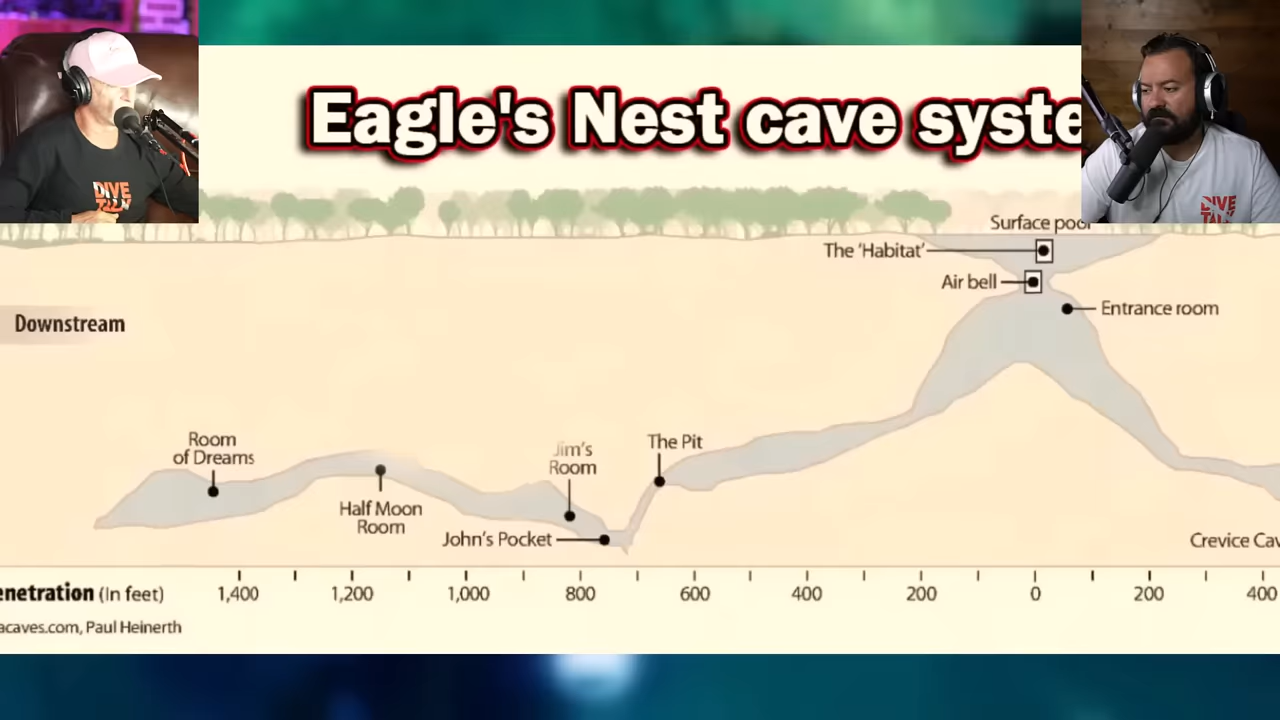 Eagle's Nest cave syste
DIVE
TALK
DIVE
TALK
Surface pool
The 'Habitat'
Air bell
Entrance room
Downstream
Room
of Dreams
Half Moon
Room
Jim's
Room
The Pit
John's Pocket
Crevice Cav
enetration (In feet)
1,400 1,200 1,000 800 600 400 200 0 200 400
acaves.com, Paul Heinerth